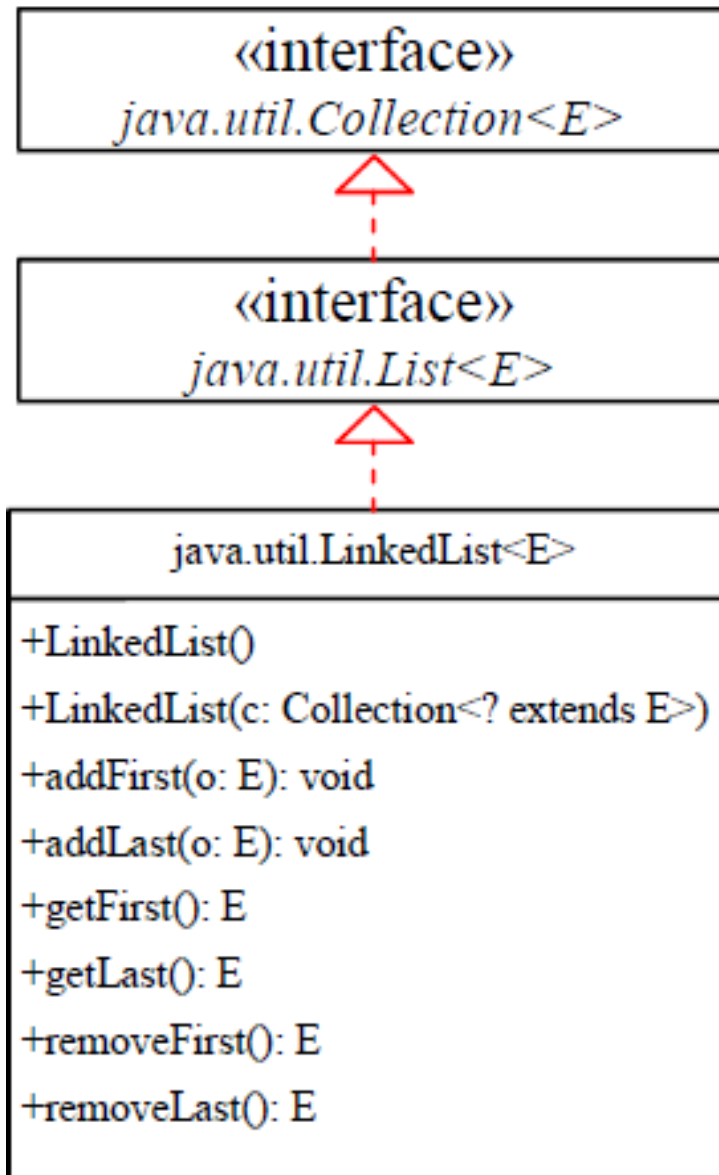 «interface»
java.util.Collection<E>
«interface»
java.util.List<E>
java.util.LinkedList<E>
+LinkedList()
+LinkedList(c: Collection<? extends E>)
+addFirst(o: E): void
+addLast(o: E): void
+getFirst(): E
+getLast(): E
+removeFirst(): E
+removeLast(): E